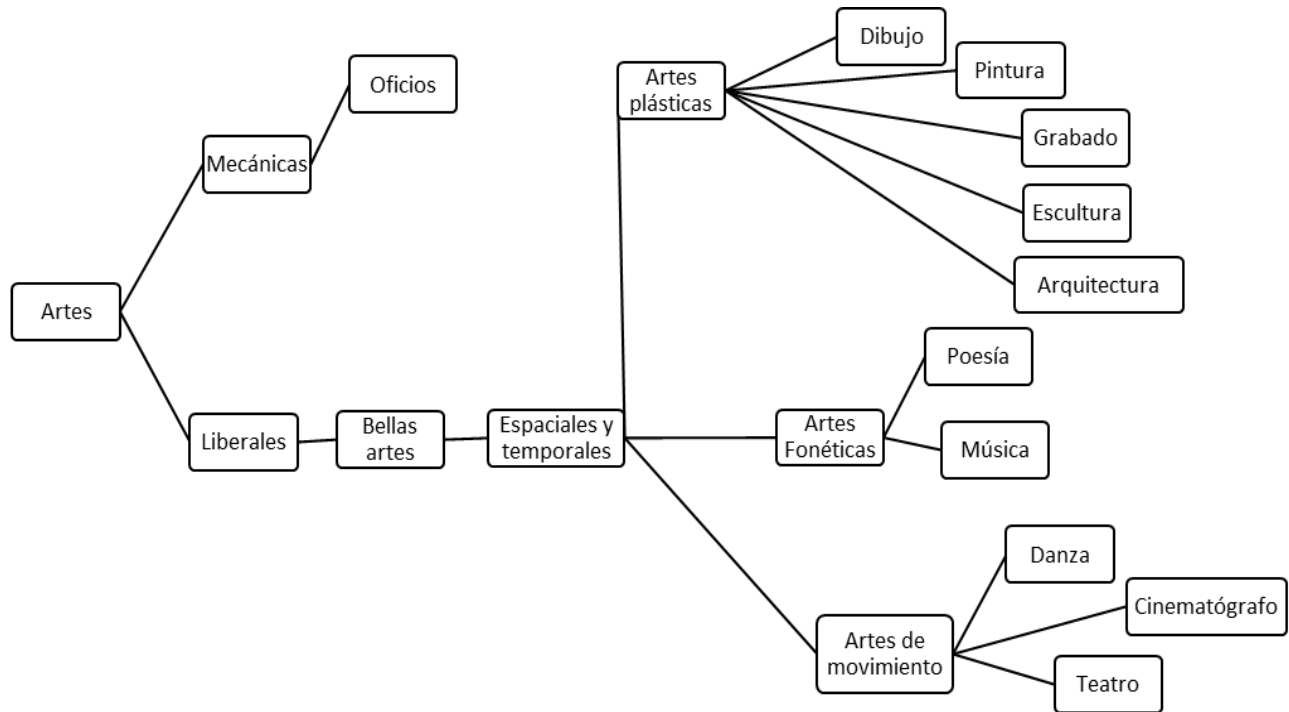 Artes
Mecánicas
Oficios
Liberales
Bellas
artes
Espaciales y
temporales
Artes
plásticas
Dibujo
Pintura
Grabado
Escultura
Arquitectura
Artes
Fonéticas
Poesía
Música
Artes de
movimiento
Danza
Cinematógrafo
Teatro